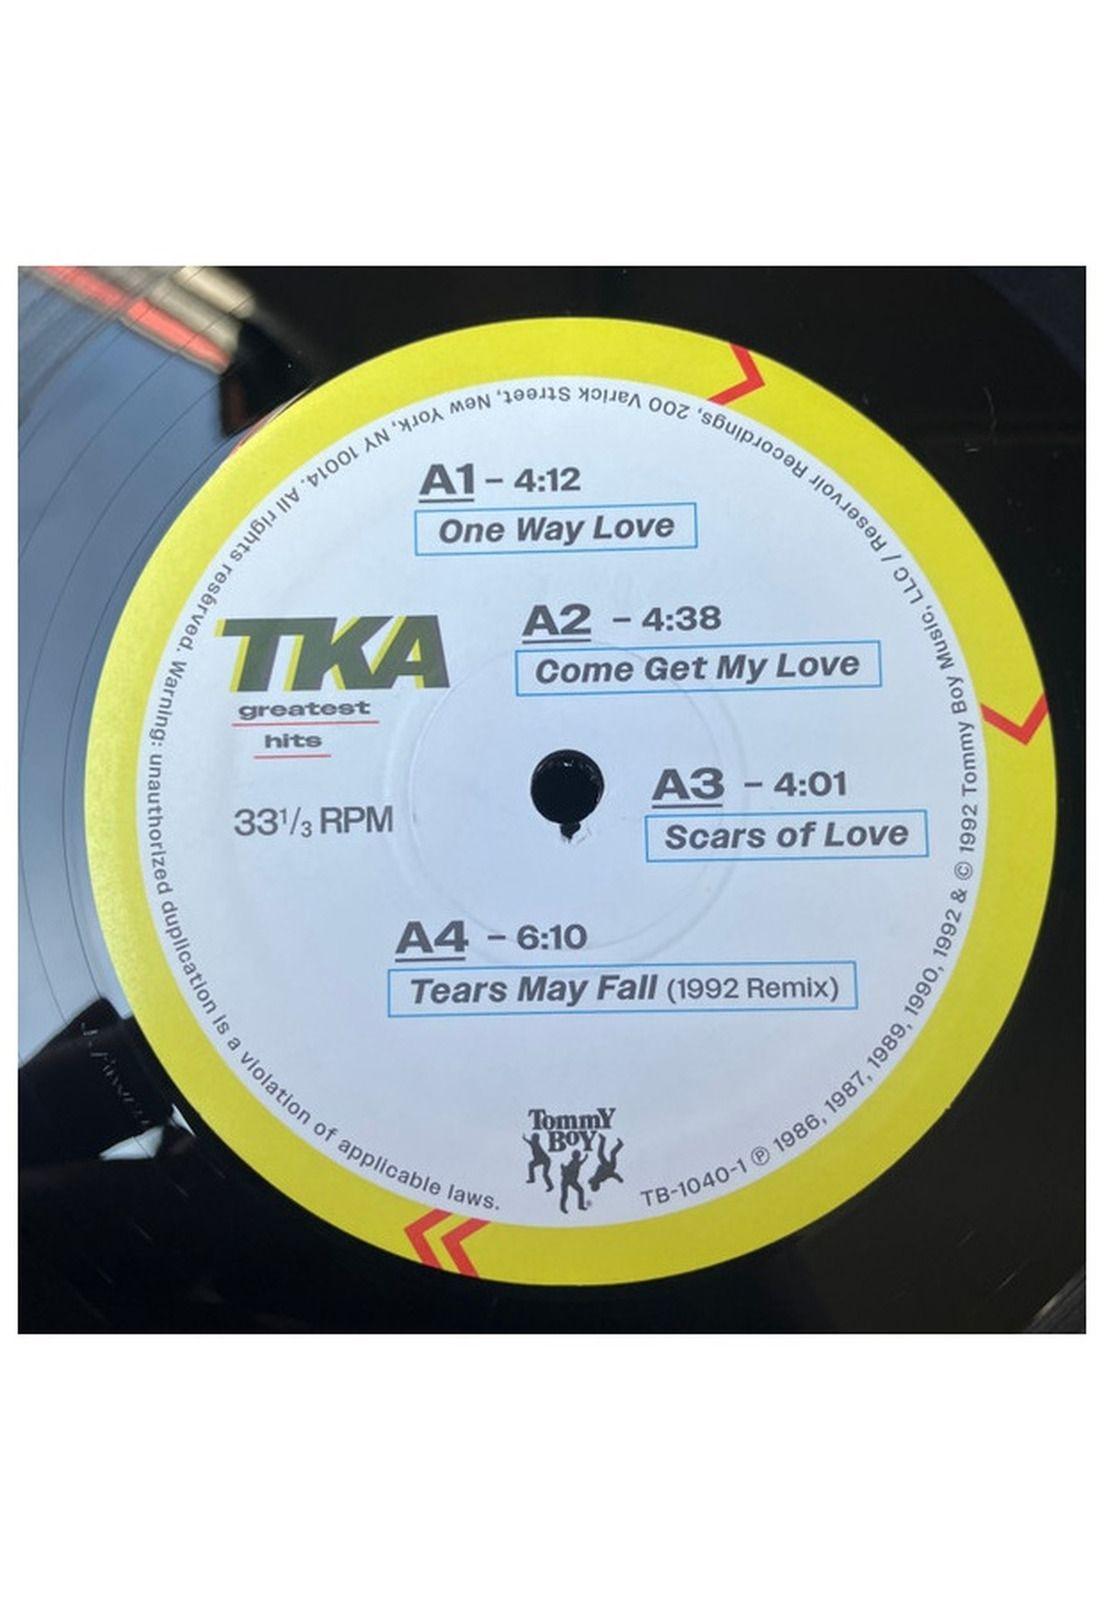 A1 – 4:12
One Way Love
A2 – 4:38
Come Get My Love
TKA
greatest
hits
33¹/₃ RPM
A3 – 4:01
Scars of Love
A4 – 6:10
Tears May Fall (1992 Remix)
TommY
BOY
TB-1040-1 ℗ 1986, 1987, 1989, 1990, 1992 & © 1992 Tommy Boy Music, LLC / Reservoir Recordings, 200 Varick Street, New York, NY 10014. All rights reserved. Warning: unauthorized duplication is a violation of applicable laws.